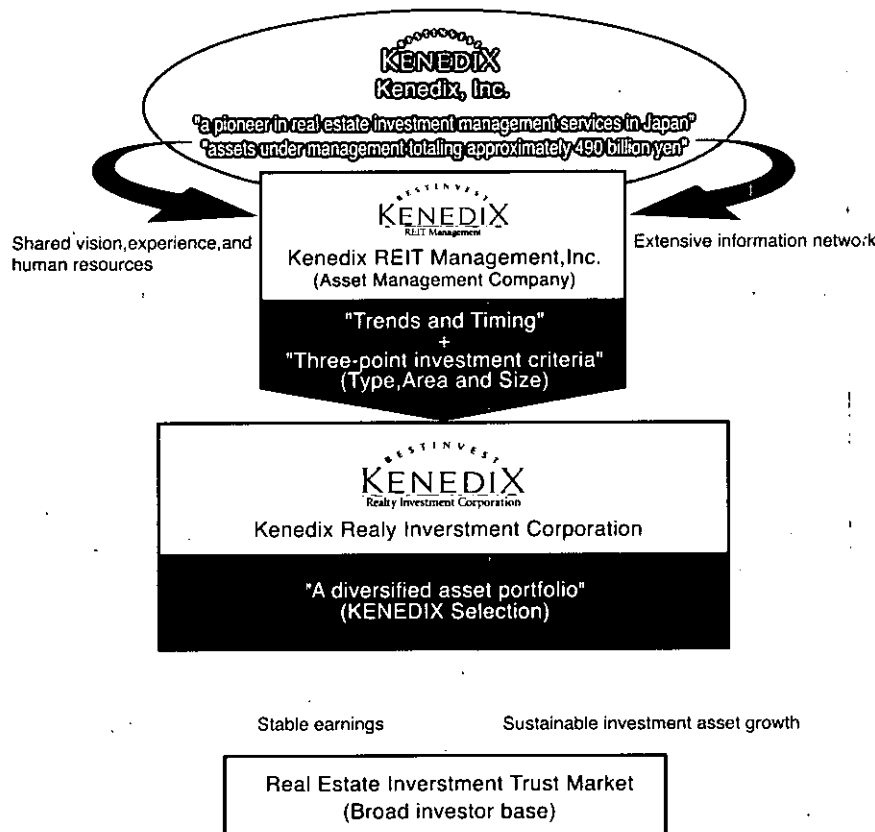 BESTINVEST
KENEDIX
Kenedix, Inc.
"a pioneer in real estate investment management services in Japan"
"assets under management totaling approximately 490 billion yen"
BESTINVEST
KENEDIX
REIT Management
Shared vision,experience,and
human resources
Extensive information network
Kenedix REIT Management,Inc.
(Asset Management Company)
"Trends and Timing"
+
"Three-point investment criteria"
(Type,Area and Size)
BESTINVEST
KENEDIX
Realty Investment Corporation
Kenedix Realy Inverstment Corporation
"A diversified asset portfolio"
(KENEDIX Selection)
Stable earnings
Sustainable investment asset growth
Real Estate Inverstment Trust Market
(Broad investor base)